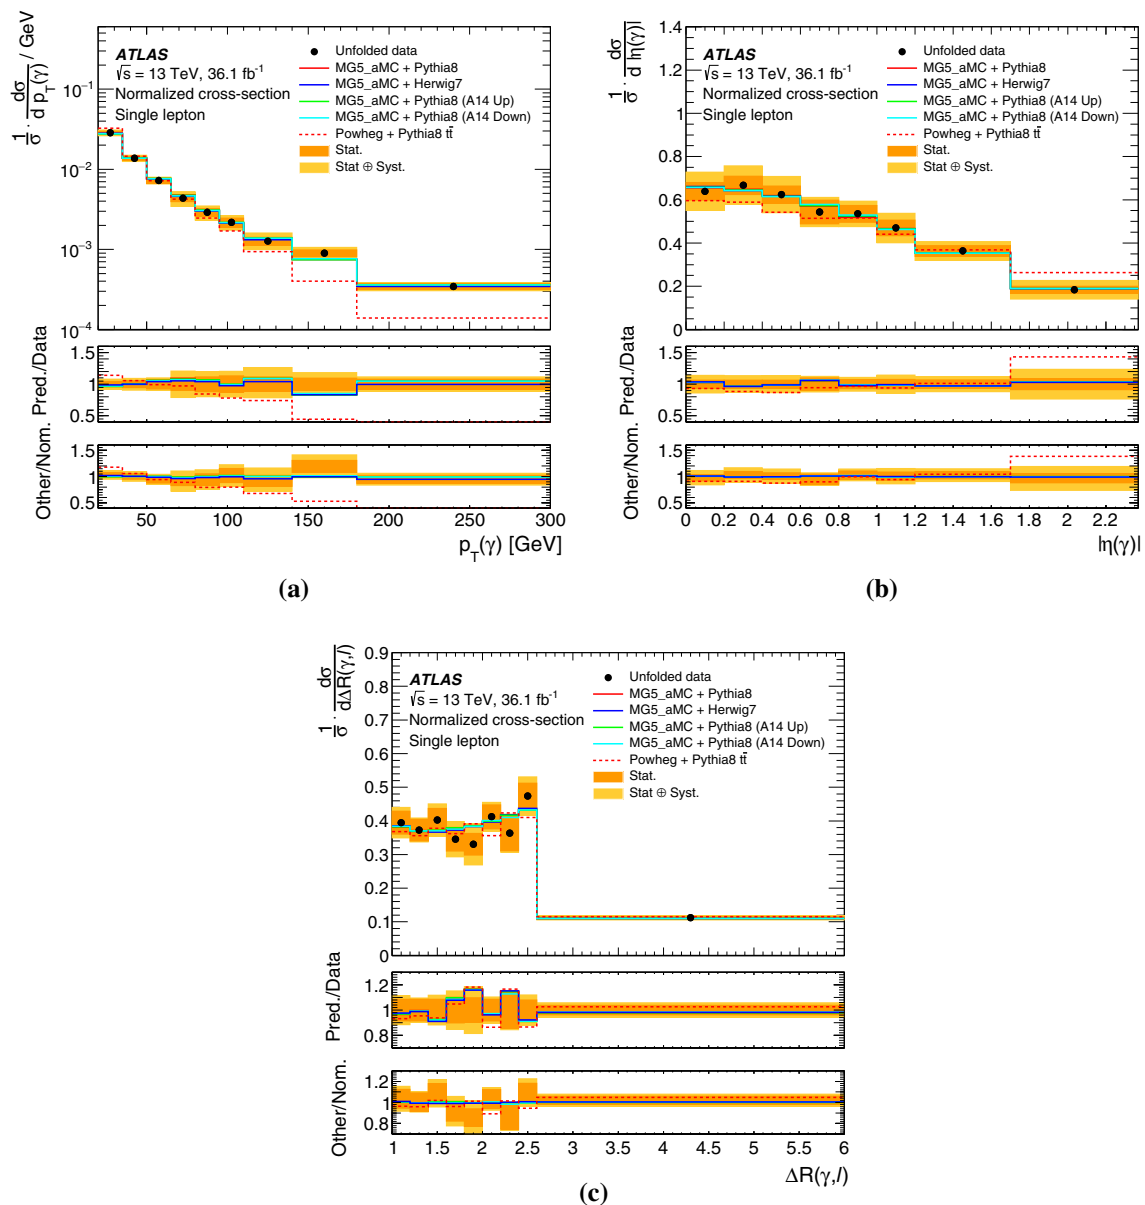 1/σ · dσ/d p_T(γ) / GeV
ATLAS
√s = 13 TeV, 36.1 fb⁻¹
Normalized cross-section
Single lepton
Unfolded data
MG5_aMC + Pythia8
MG5_aMC + Herwig7
MG5_aMC + Pythia8 (A14 Up)
MG5_aMC + Pythia8 (A14 Down)
Powheg + Pythia8 tt̄
Stat.
Stat ⊕ Syst.
10⁻¹
10⁻²
10⁻³
10⁻⁴
Pred./Data
1.5
1
0.5
Other/Nom.
1.5
1
0.5
50 100 150 200 250 300
p_T(γ) [GeV]
(a)
1/σ · dσ/d |η(γ)|
ATLAS
√s = 13 TeV, 36.1 fb⁻¹
Normalized cross-section
Single lepton
Unfolded data
MG5_aMC + Pythia8
MG5_aMC + Herwig7
MG5_aMC + Pythia8 (A14 Up)
MG5_aMC + Pythia8 (A14 Down)
Powheg + Pythia8 tt̄
Stat.
Stat ⊕ Syst.
1.4
1.2
1
0.8
0.6
0.4
0.2
0
Pred./Data
1.5
1
0.5
Other/Nom.
1.5
1
0.5
0 0.2 0.4 0.6 0.8 1 1.2 1.4 1.6 1.8 2 2.2
|η(γ)|
(b)
1/σ · dσ/dΔR(γ,l)
ATLAS
√s = 13 TeV, 36.1 fb⁻¹
Normalized cross-section
Single lepton
Unfolded data
MG5_aMC + Pythia8
MG5_aMC + Herwig7
MG5_aMC + Pythia8 (A14 Up)
MG5_aMC + Pythia8 (A14 Down)
Powheg + Pythia8 tt̄
Stat.
Stat ⊕ Syst.
0.9
0.8
0.7
0.6
0.5
0.4
0.3
0.2
0.1
0
Pred./Data
1.2
1
0.8
Other/Nom.
1.2
1
0.8
1 1.5 2 2.5 3 3.5 4 4.5 5 5.5 6
ΔR(γ,l)
(c)